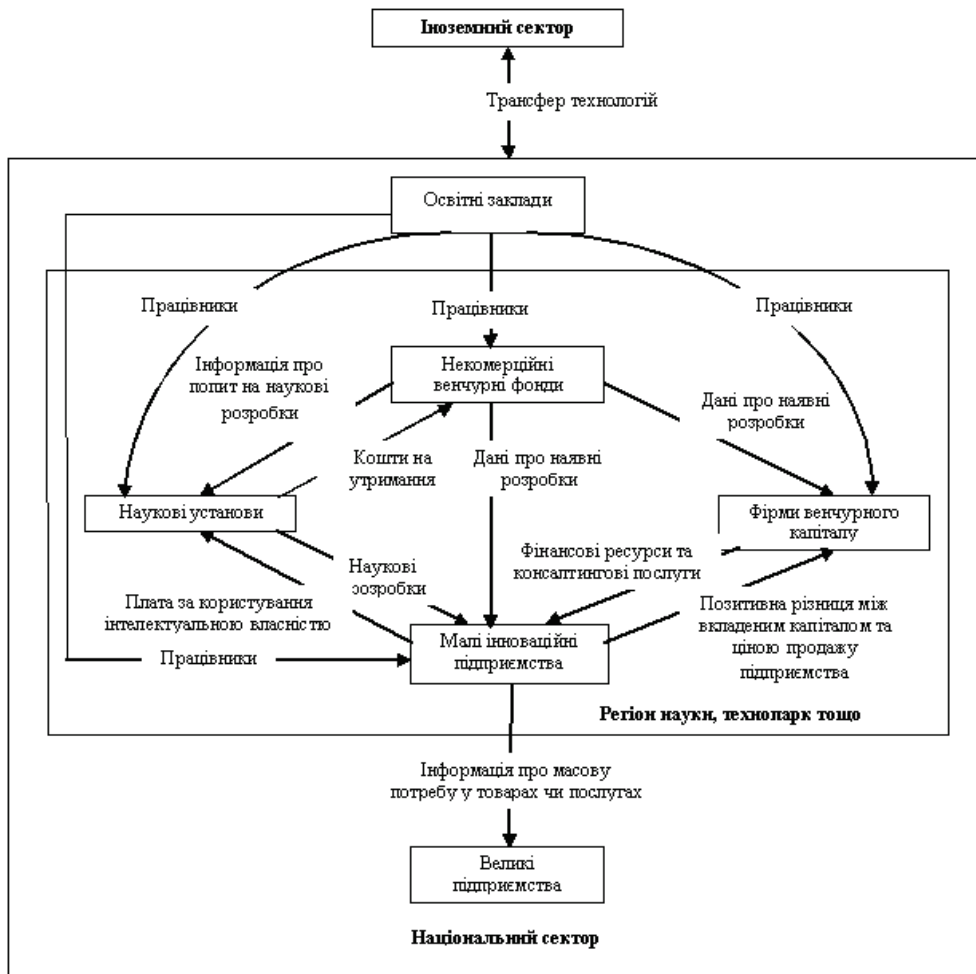 Іноземний сектор
Трансфер технологій
Освітні заклади
Працівники
Працівники
Працівники
Інформація про
попит на наукові
розробки
Некомерційні
венчурні фонди
Дані про наявні
розробки
Кошти на
утримання
Дані про наявні
розробки
Наукові установи
Фірми венчурного
капіталу
Наукові
розробки
Фінансові ресурси та
консалтингові послуги
Плата за користування
інтелектуальною власністю
Позитивна різниця між
вкладеним капіталом та
ціною продажу
підприємства
Малі інноваційні
підприємства
Працівники
Регіон науки, технопарк тощо
Інформація про масову
потребу у товарах чи послугах
Великі
підприємства
Національний сектор